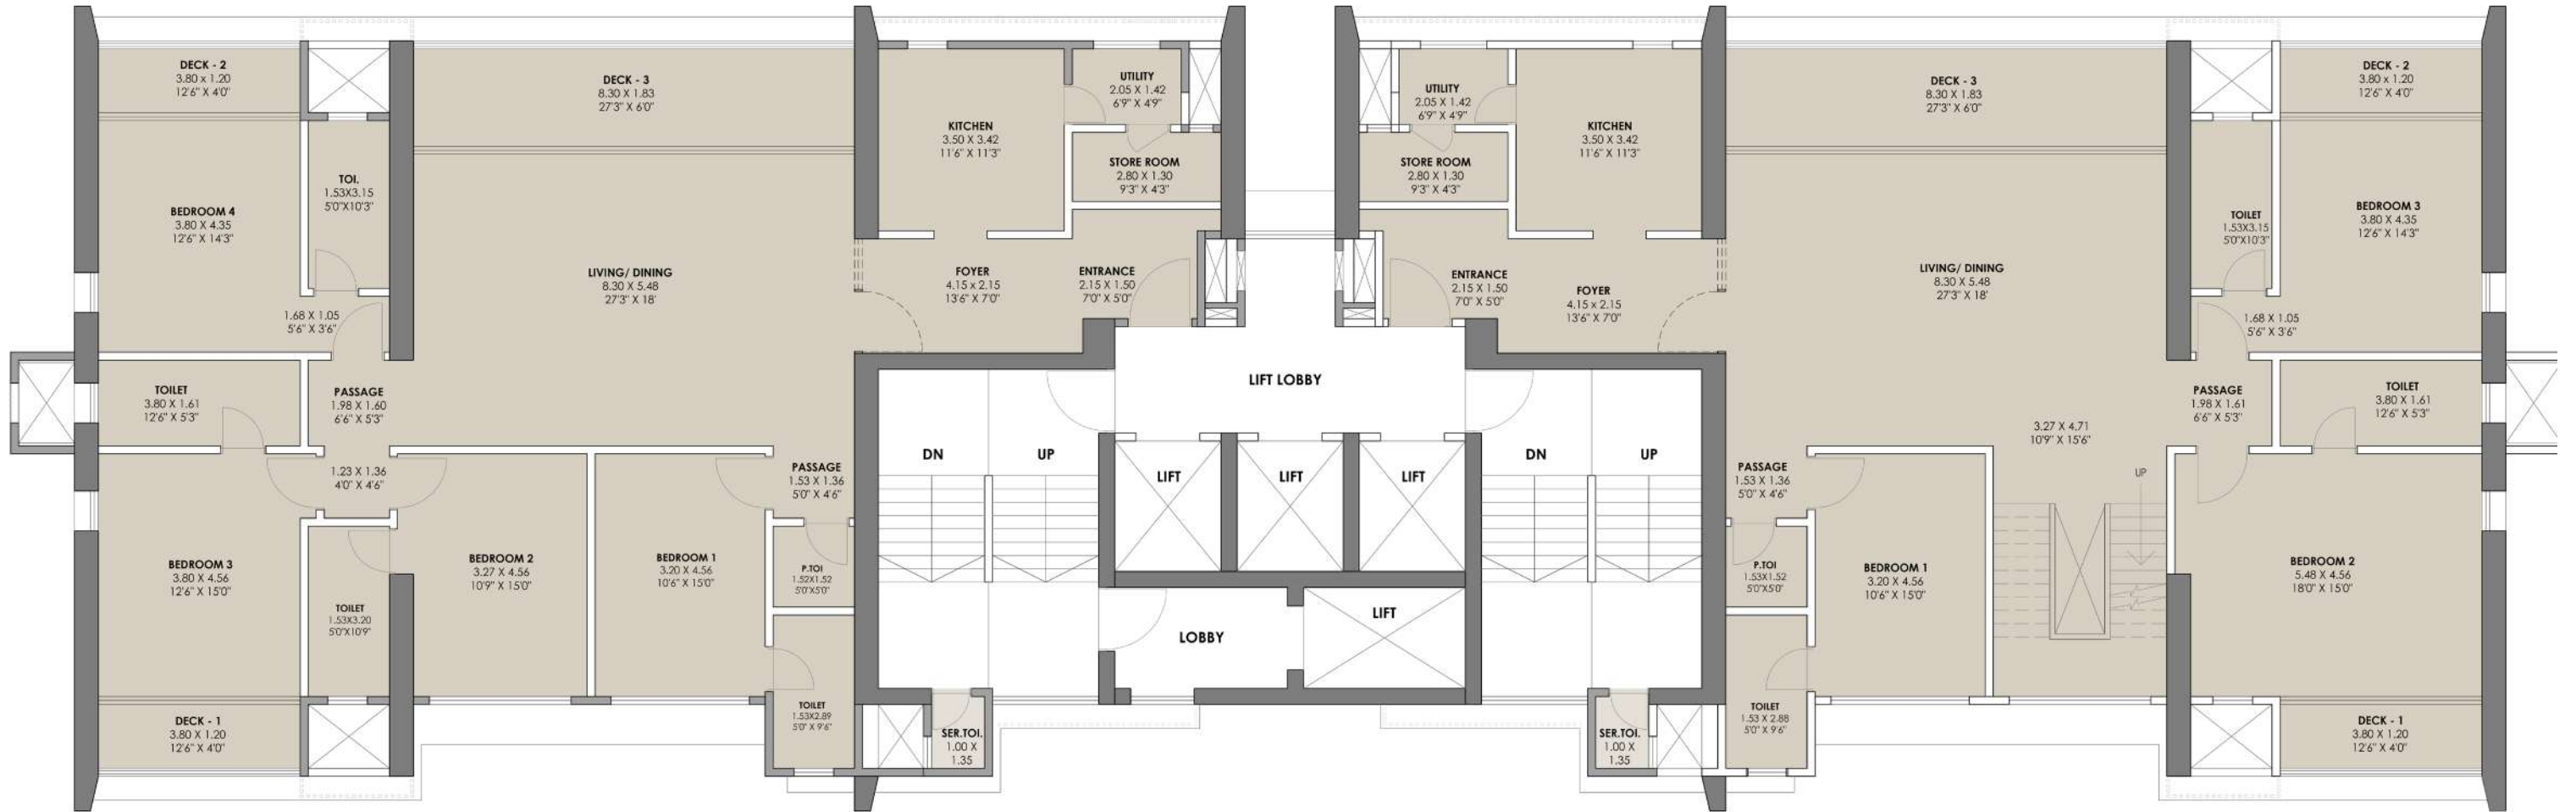 DECK - 2
3.80 x 1.20
12'6" X 4'0"
DECK - 3
8.30 X 1.83
27'3" X 6'0"
KITCHEN
3.50 X 3.42
11'6" X 11'3"
UTILITY
2.05 X 1.42
6'9" X 4'9"
STORE ROOM
2.80 X 1.30
9'3" X 4'3"
TOI.
1.53X3.15
5'0"X10'3"
BEDROOM 4
3.80 X 4.35
12'6" X 14'3"
LIVING/ DINING
8.30 X 5.48
27'3" X 18'
FOYER
4.15 x 2.15
13'6" X 7'0"
ENTRANCE
2.15 X 1.50
7'0" X 5'0"
1.68 X 1.05
5'6" X 3'6"
TOILET
3.80 X 1.61
12'6" X 5'3"
PASSAGE
1.98 X 1.60
6'6" X 5'3"
1.23 X 1.36
4'0" X 4'6"
PASSAGE
1.53 X 1.36
5'0" X 4'6"
BEDROOM 3
3.80 X 4.56
12'6" X 15'0"
BEDROOM 2
3.27 X 4.56
10'9" X 15'0"
BEDROOM 1
3.20 X 4.56
10'6" X 15'0"
P.TOI
1.52X1.52
5'0"X5'0"
TOILET
1.53X3.20
5'0"X10'9"
TOILET
1.53X2.89
5'0" X 9'6"
DECK - 1
3.80 X 1.20
12'6" X 4'0"
SER.TOI.
1.00 X
1.35
DN
UP
LIFT LOBBY
LIFT
LIFT
LIFT
LOBBY
LIFT
DN
UP
SER.TOI.
1.00 X
1.35
UTILITY
2.05 X 1.42
6'9" X 4'9"
STORE ROOM
2.80 X 1.30
9'3" X 4'3"
KITCHEN
3.50 X 3.42
11'6" X 11'3"
DECK - 3
8.30 X 1.83
27'3" X 6'0"
DECK - 2
3.80 x 1.20
12'6" X 4'0"
ENTRANCE
2.15 X 1.50
7'0" X 5'0"
FOYER
4.15 x 2.15
13'6" X 7'0"
LIVING/ DINING
8.30 X 5.48
27'3" X 18'
TOILET
1.53X3.15
5'0"X10'3"
BEDROOM 3
3.80 X 4.35
12'6" X 14'3"
1.68 X 1.05
5'6" X 3'6"
PASSAGE
1.98 X 1.61
6'6" X 5'3"
TOILET
3.80 X 1.61
12'6" X 5'3"
3.27 X 4.71
10'9" X 15'6"
UP
PASSAGE
1.53 X 1.36
5'0" X 4'6"
P.TOI
1.53X1.52
5'0"X5'0"
BEDROOM 1
3.20 X 4.56
10'6" X 15'0"
BEDROOM 2
5.48 X 4.56
18'0" X 15'0"
TOILET
1.53 X 2.88
5'0" X 9'6"
DECK - 1
3.80 X 1.20
12'6" X 4'0"